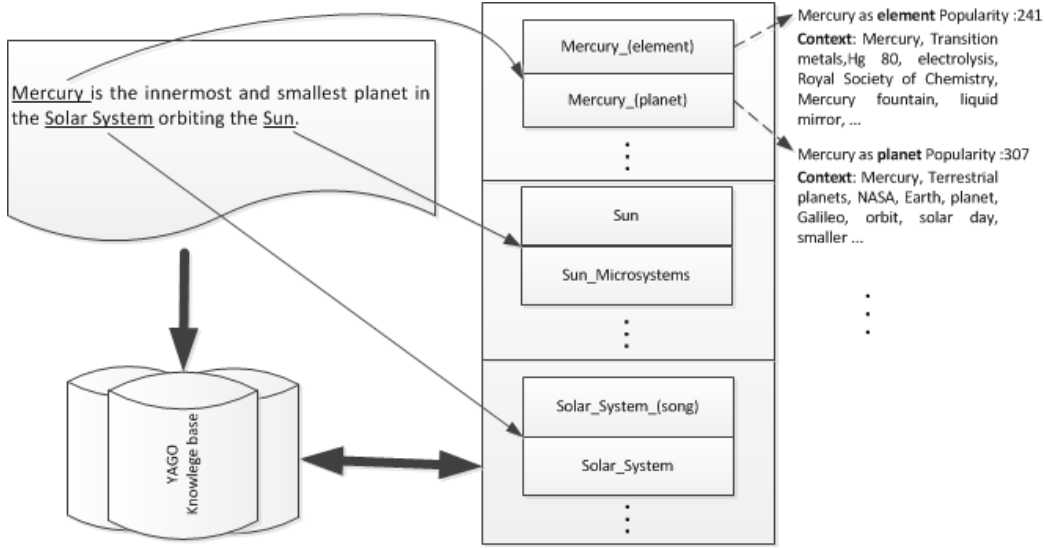 Mercury is the innermost and smallest planet in
the Solar System orbiting the Sun.
YAGO
Knowlege base
Mercury_(element)
Mercury_(planet)
Sun
Sun_Microsystems
Solar_System_(song)
Solar_System
Mercury as element Popularity :241
Context: Mercury, Transition
metals,Hg 80, electrolysis,
Royal Society of Chemistry,
Mercury fountain, liquid
mirror, ...
Mercury as planet Popularity :307
Context: Mercury, Terrestrial
planets, NASA, Earth, planet,
Galileo, orbit, solar day,
smaller ...